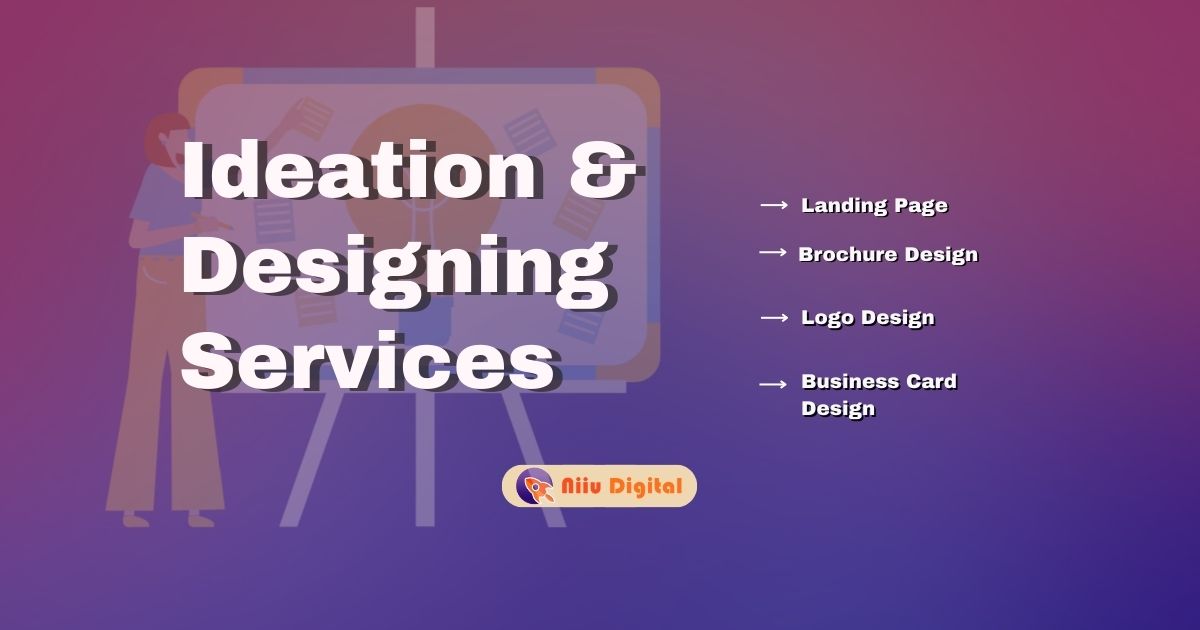 Ideation &
Designing
Services
Landing Page
Brochure Design
Logo Design
Business Card
Design
Niiu Digital